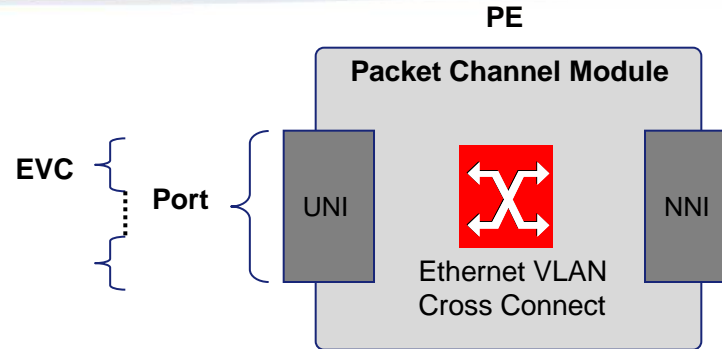 PE
Packet Channel Module
EVC
Port
UNI
NNI
Ethernet VLAN
Cross Connect